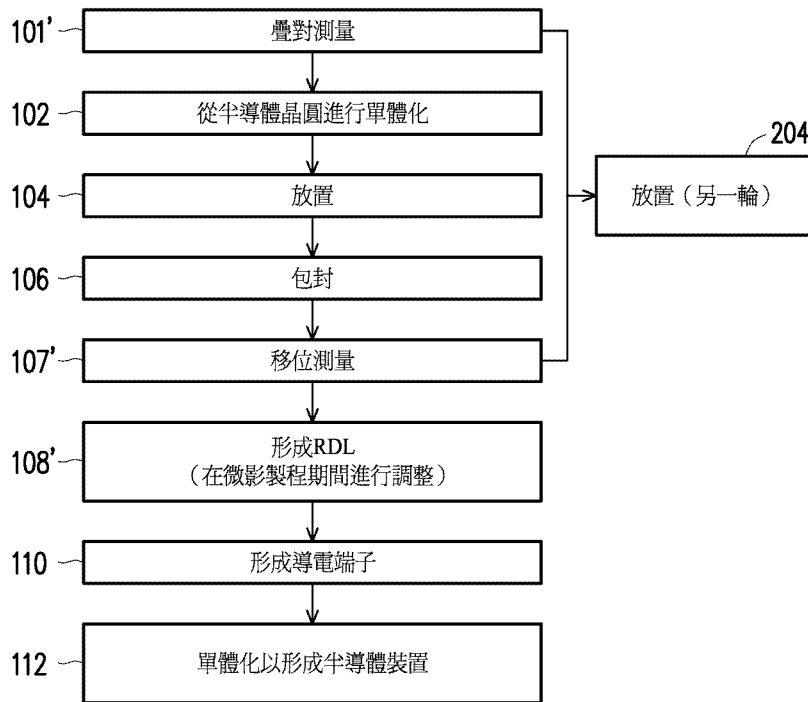 101' 疊對測量
102 從半導體晶圓進行單體化
204
104 放置
放置（另一輪）
106 包封
107' 移位測量
108' 形成RDL
（在微影製程期間進行調整）
110 形成導電端子
112 單體化以形成半導體裝置